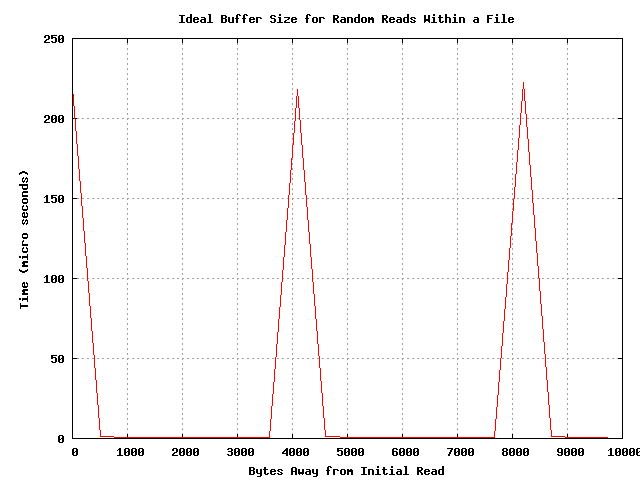 Ideal Buffer Size for Random Reads Within a File
250
200
150
100
50
0
Time (micro seconds)
0 1000 2000 3000 4000 5000 6000 7000 8000 9000 10000
Bytes Away from Initial Read